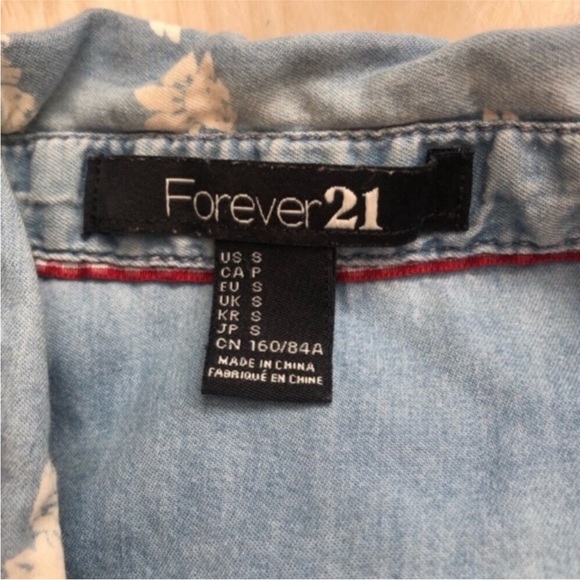 Forever21
US S
CA P
EU S
UK S
KR S
JP S
CN 160/84A
MADE IN CHINA
FABRIQUÉ EN CHINE